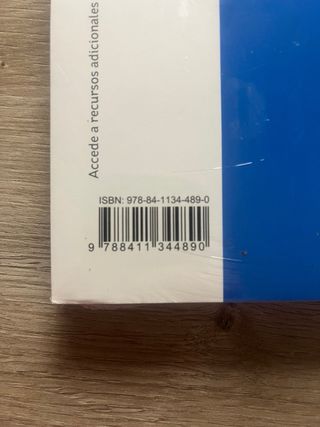 Accede a recursos adicionales
ISBN: 978-84-1134-489-0
9 788411 344890